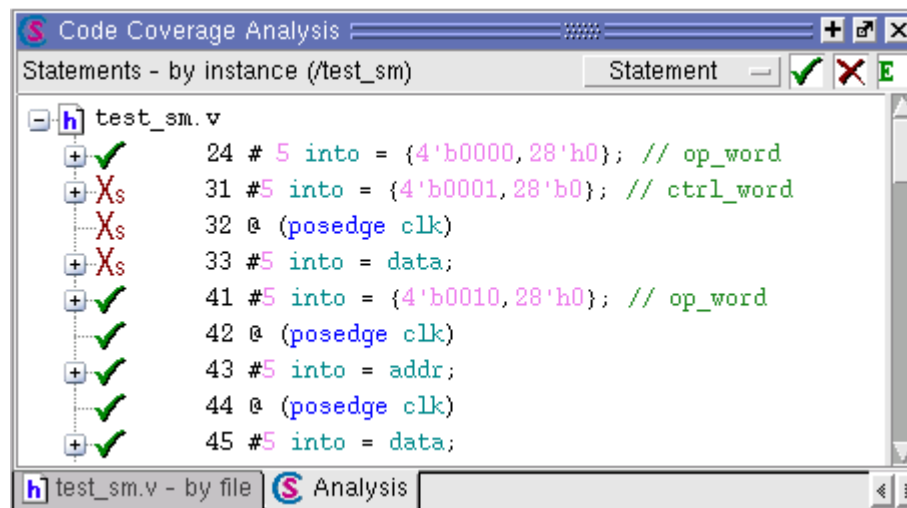 Code Coverage Analysis
Statements - by instance (/test_sm) Statement E
h test_sm.v
24 # 5 into = {4'b0000,28'h0}; // op_word
Xs 31 #5 into = {4'b0001,28'b0}; // ctrl_word
Xs 32 @ (posedge clk)
Xs 33 #5 into = data;
41 #5 into = {4'b0010,28'h0}; // op_word
42 @ (posedge clk)
43 #5 into = addr;
44 @ (posedge clk)
45 #5 into = data;
h test_sm.v - by file Analysis